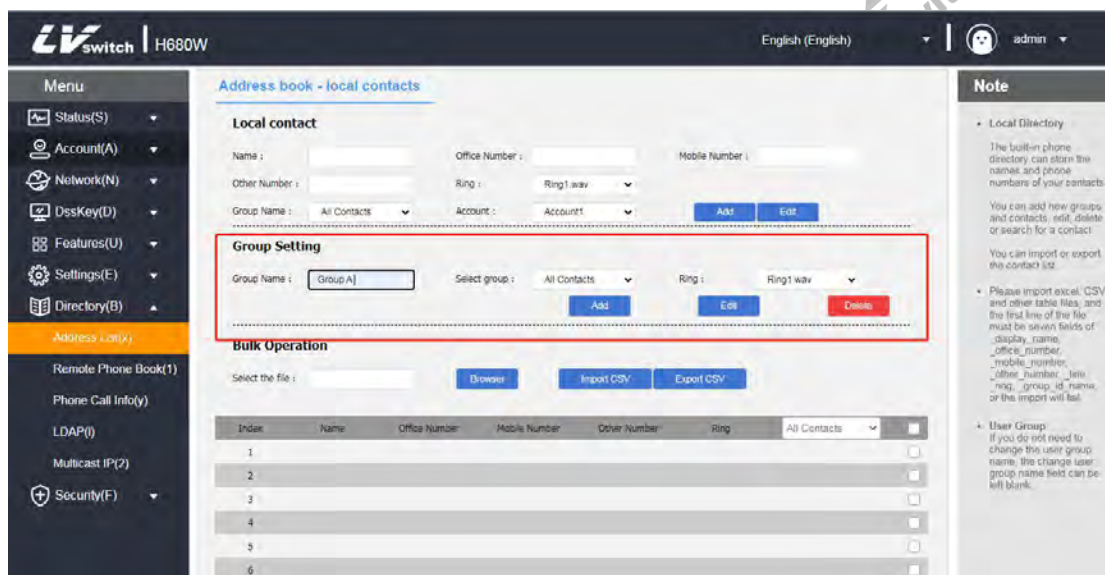 LV switch H680W
English (English)
admin
Menu
Status(S)
Account(A)
Network(N)
DssKey(D)
Features(U)
Settings(E)
Directory(B)
Address List(x)
Remote Phone Book(1)
Phone Call Info(y)
LDAP(l)
Multicast IP(2)
Security(F)
Address book - local contacts
Local contact
Name : Office Number : Mobile Number :
Other Number : Ring : Ring1.wav
Group Name : All Contacts Account : Account1 Add Edit
Group Setting
Group Name : Group A Select group : All Contacts Ring : Ring1.wav
Add Edit Delete
Bulk Operation
Select the file : Browser Import CSV Export CSV
Index Name Office Number Mobile Number Other Number Ring All Contacts
1
2
3
4
5
6
Note
Local Directory
The built-in phone
directory can store the
names and phone
numbers of your contacts
You can add new groups
and contacts, edit, delete
or search for a contact
You can import or export
the contact list
Please import excel, CSV
and other table files, and
the first line of the file
must be seven fields of
_display_name,
_office_number,
_mobile_number,
_other_number, _line
_ring, _group_id_name,
or the import will fail
User Group
If you do not need to
change the user group
name, the change user
group name field can be
left blank.